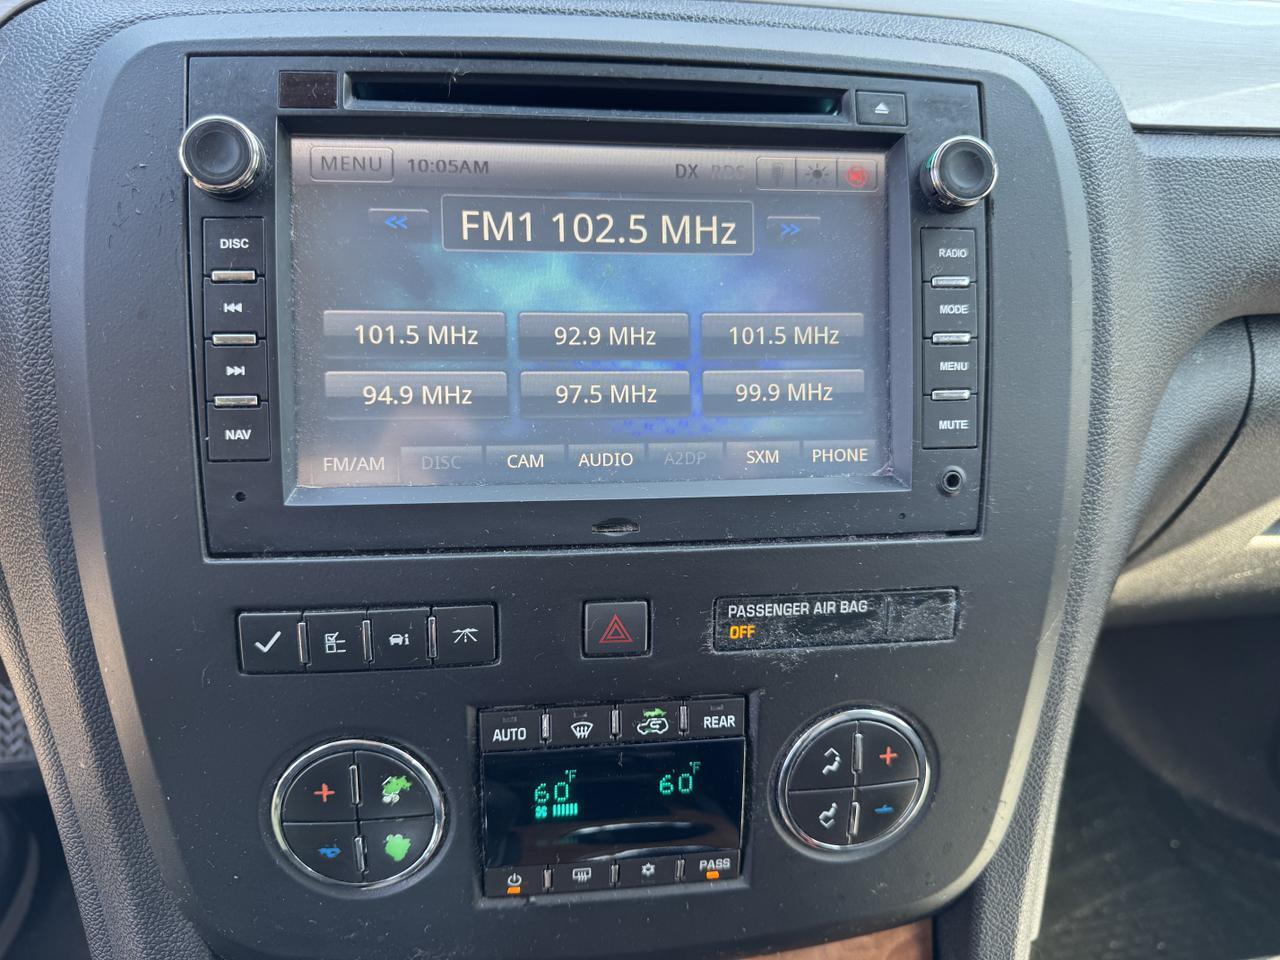 MENU 10:05AM DX RDS
FM1 102.5 MHz
<< >>
DISC
NAV
RADIO
MODE
MENU
MUTE
101.5 MHz 92.9 MHz 101.5 MHz
94.9 MHz 97.5 MHz 99.9 MHz
FM/AM DISC CAM AUDIO A2DP SXM PHONE
PASSENGER AIR BAG
OFF
AUTO REAR
60°F 60°F
PASS